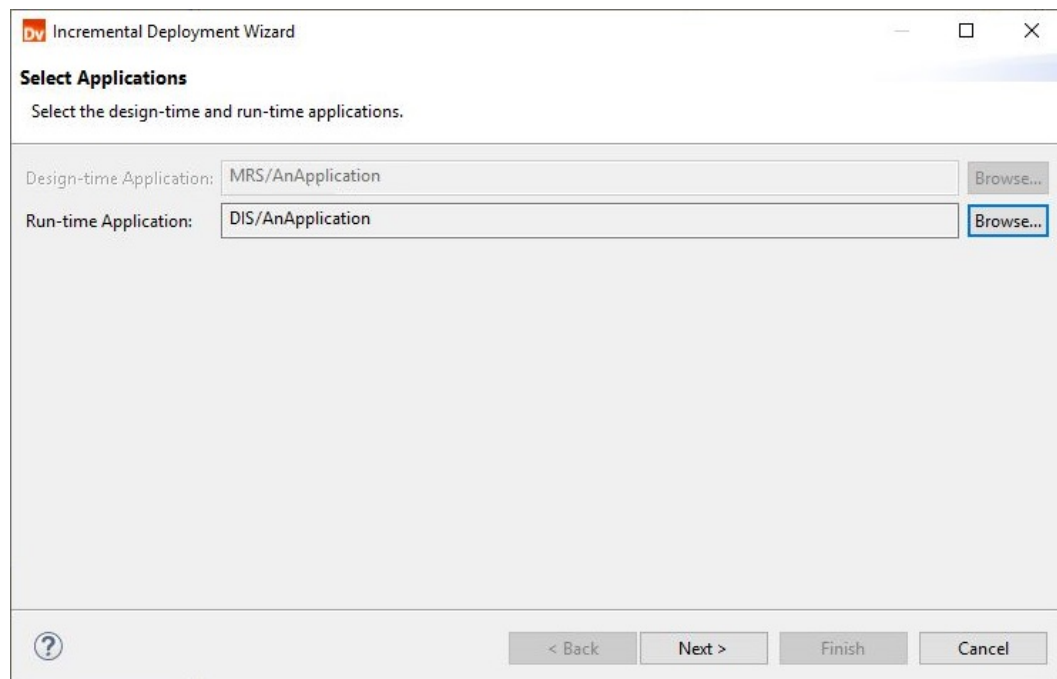 Dv Incremental Deployment Wizard
Select Applications
Select the design-time and run-time applications.
Design-time Application: MRS/AnApplication Browse...
Run-time Application: DIS/AnApplication Browse...
? < Back Next > Finish Cancel